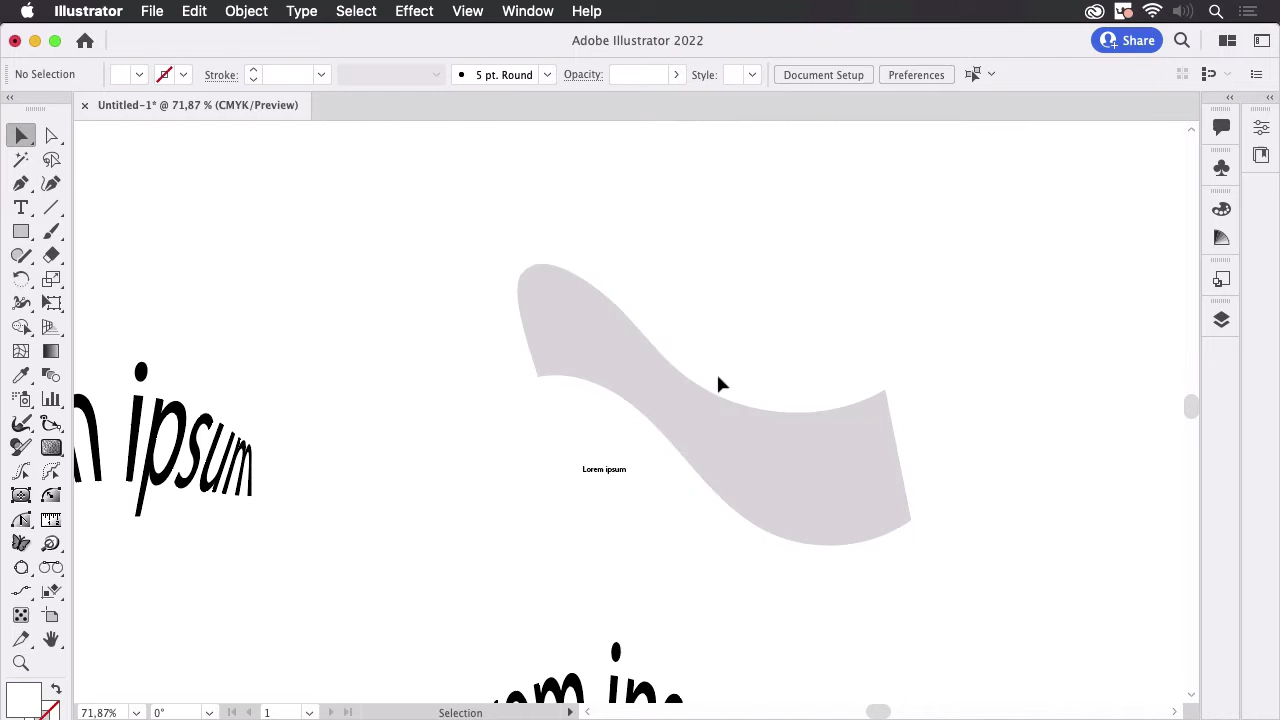 Illustrator File Edit Object Type Select Effect View Window Help
Adobe Illustrator 2022
Share
No Selection
Stroke:
5 pt. Round
Opacity:
Style:
Document Setup
Preferences
Untitled-1* @ 71,87 % (CMYK/Preview)
ipsum
Lorem ipsum
71,87%
0°
1
Selection